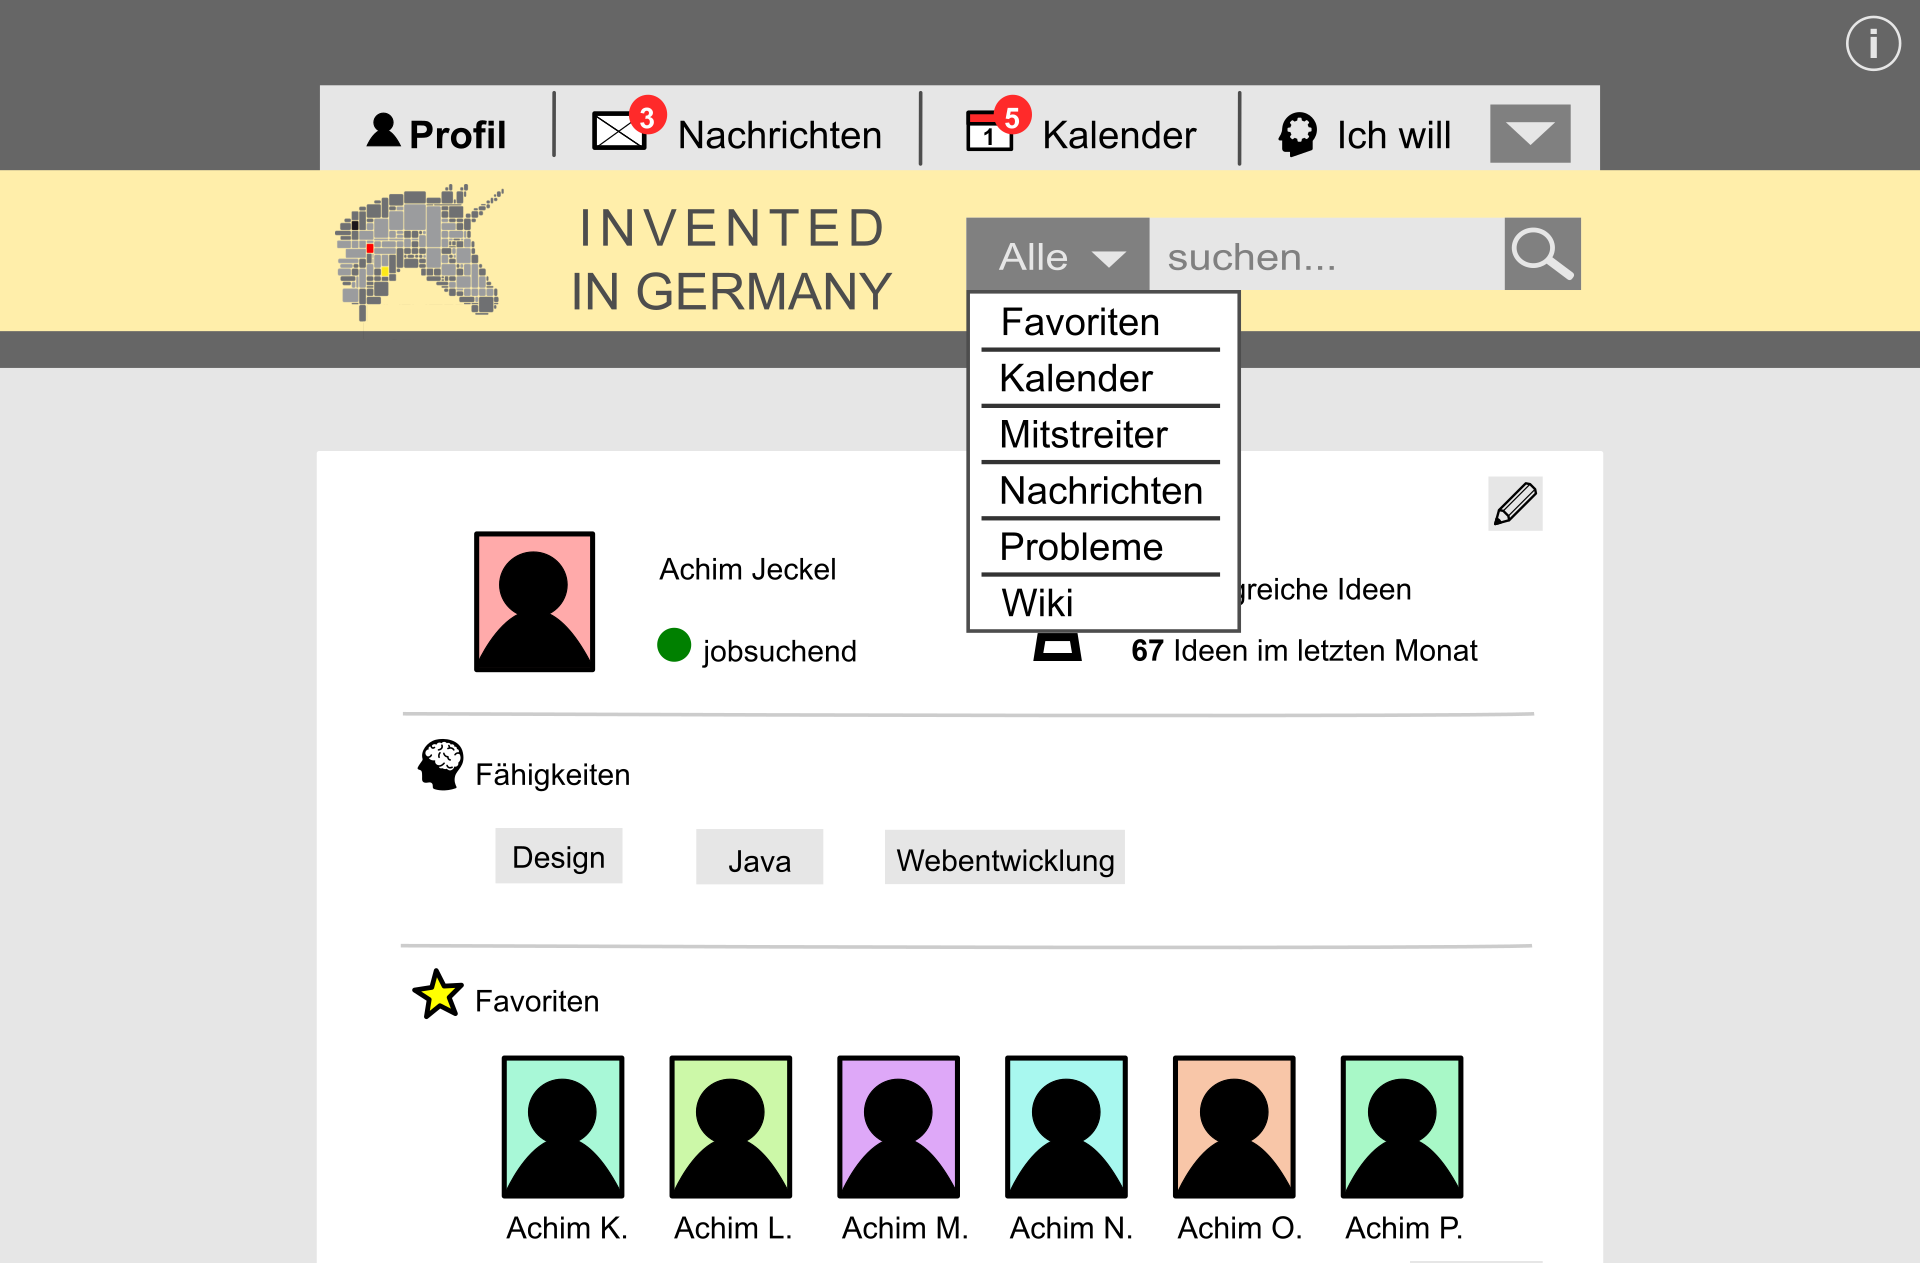 i
Profil
3
Nachrichten
5
1
Kalender
Ich will
INVENTED
IN GERMANY
Alle
suchen...
Favoriten
Kalender
Mitstreiter
Nachrichten
Probleme
Wiki
Achim Jeckel
jobsuchend
greiche Ideen
67 Ideen im letzten Monat
Fähigkeiten
Design
Java
Webentwicklung
Favoriten
Achim K.
Achim L.
Achim M.
Achim N.
Achim O.
Achim P.